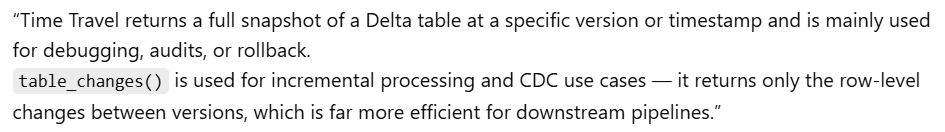 “Time Travel returns a full snapshot of a Delta table at a specific version or timestamp and is mainly used
for debugging, audits, or rollback.
table_changes() is used for incremental processing and CDC use cases — it returns only the row-level
changes between versions, which is far more efficient for downstream pipelines.”